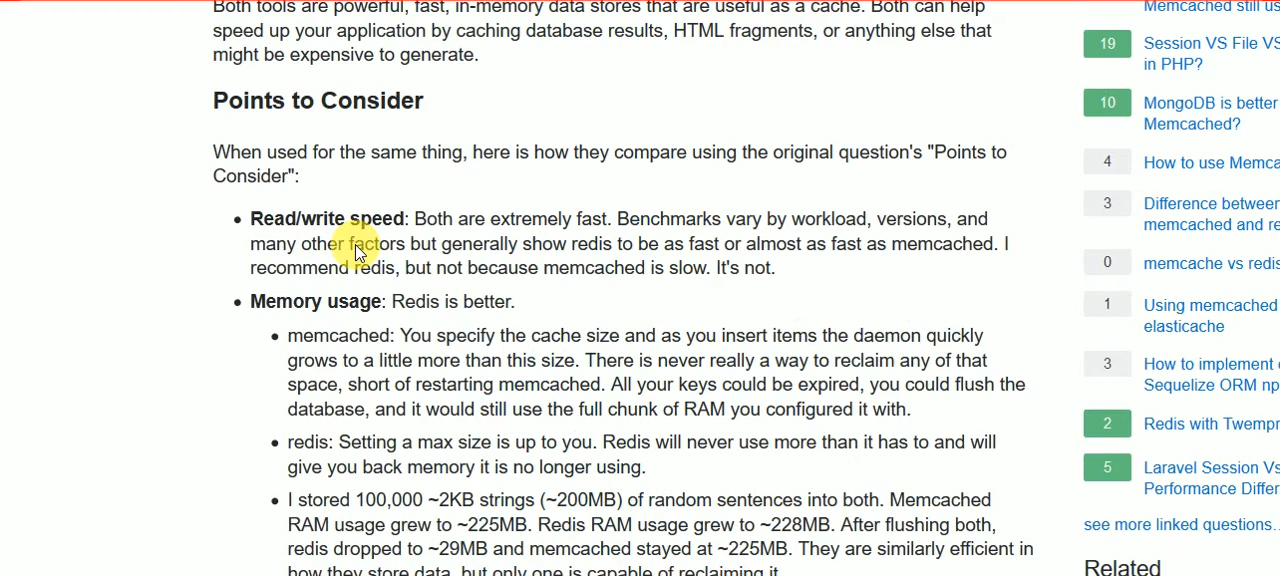 Both tools are powerful, fast, in-memory data stores that are useful as a cache. Both can help
speed up your application by caching database results, HTML fragments, or anything else that
might be expensive to generate.
Points to Consider
When used for the same thing, here is how they compare using the original question's "Points to
Consider":
Read/write speed: Both are extremely fast. Benchmarks vary by workload, versions, and
many other factors but generally show redis to be as fast or almost as fast as memcached. I
recommend redis, but not because memcached is slow. It's not.
Memory usage: Redis is better.
memcached: You specify the cache size and as you insert items the daemon quickly
grows to a little more than this size. There is never really a way to reclaim any of that
space, short of restarting memcached. All your keys could be expired, you could flush the
database, and it would still use the full chunk of RAM you configured it with.
redis: Setting a max size is up to you. Redis will never use more than it has to and will
give you back memory it is no longer using.
I stored 100,000 ~2KB strings (~200MB) of random sentences into both. Memcached
RAM usage grew to ~225MB. Redis RAM usage grew to ~228MB. After flushing both,
redis dropped to ~29MB and memcached stayed at ~225MB. They are similarly efficient in
how they store data, but only one is capable of reclaiming it.
Memcached still us
19 Session VS File VS
in PHP?
10 MongoDB is better
Memcached?
4 How to use Memca
3 Difference between
memcached and re
0 memcache vs redis
1 Using memcached
elasticache
3 How to implement
Sequelize ORM np
2 Redis with Twempr
5 Laravel Session Vs
Performance Differ
see more linked questions...
Related